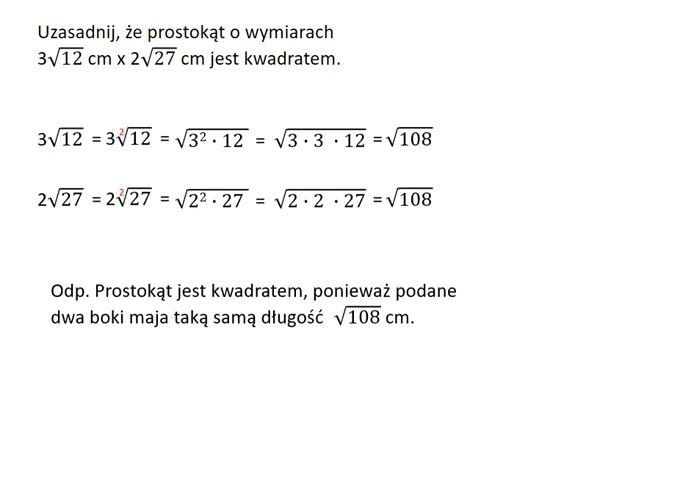 Uzasadnij, że prostokąt o wymiarach
3√12 cm x 2√27 cm jest kwadratem.
3√12 = 3²√12 = √3² · 12 = √3 · 3 · 12 = √108
2√27 = 2²√27 = √2² · 27 = √2 · 2 · 27 = √108
Odp. Prostokąt jest kwadratem, ponieważ podane
dwa boki maja taką samą długość √108 cm.